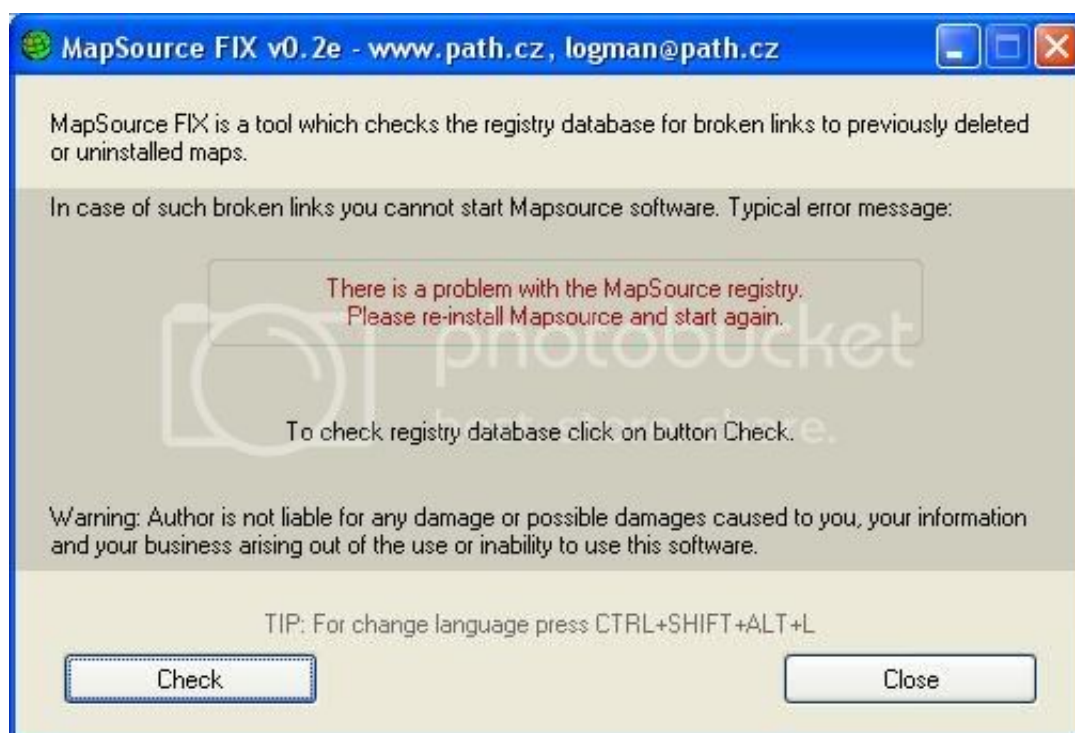 MapSource FIX v0.2e - www.path.cz, logman@path.cz
MapSource FIX is a tool which checks the registry database for broken links to previously deleted
or uninstalled maps.
In case of such broken links you cannot start Mapsource software. Typical error message:
There is a problem with the MapSource registry.
Please re-install Mapsource and start again.
photobucket
To check registry database click on button Check.
Warning: Author is not liable for any damage or possible damages caused to you, your information
and your business arising out of the use or inability to use this software.
TIP: For change language press CTRL+SHIFT+ALT+L
Check
Close